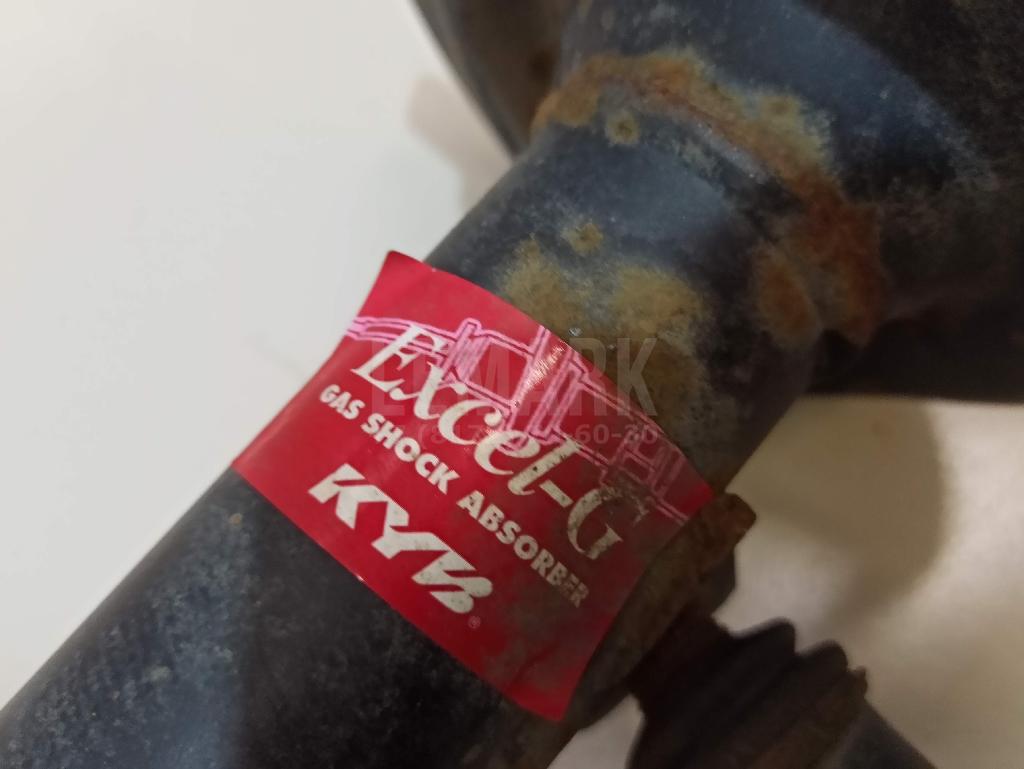 Excel-G
GAS SHOCK ABSORBER
KYB®